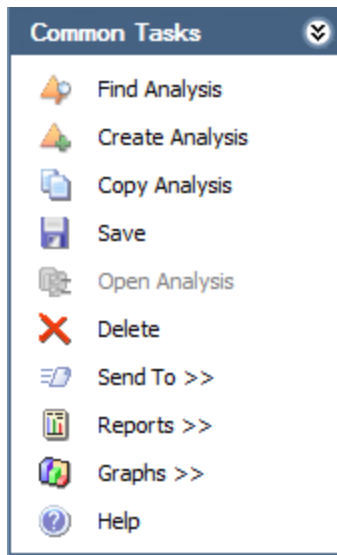 Common Tasks
Find Analysis
Create Analysis
Copy Analysis
Save
Open Analysis
Delete
Send To >>
Reports >>
Graphs >>
Help